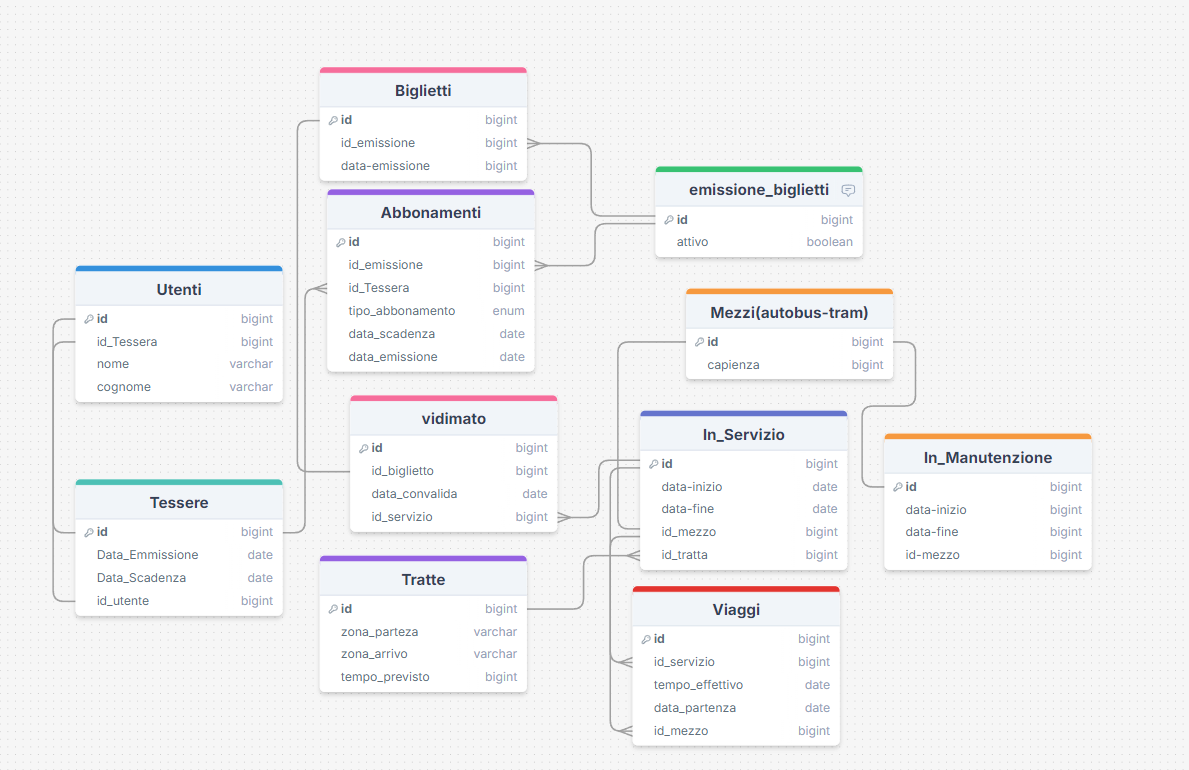 Biglietti
id bigint
id_emissione bigint
data-emissione bigint
Abbonamenti
id bigint
id_emissione bigint
id_Tessera bigint
tipo_abbonamento enum
data_scadenza date
data_emissione date
emissione_biglietti
id bigint
attivo boolean
Utenti
id bigint
id_Tessera bigint
nome varchar
cognome varchar
Mezzi(autobus-tram)
id bigint
capienza bigint
vidimato
id bigint
id_biglietto bigint
data_convalida date
id_servizio bigint
In_Servizio
id bigint
data-inizio date
data-fine date
id_mezzo bigint
id_tratta bigint
In_Manutenzione
id bigint
data-inizio bigint
data-fine bigint
id-mezzo bigint
Tessere
id bigint
Data_Emmissione date
Data_Scadenza date
id_utente bigint
Tratte
id bigint
zona_parteza varchar
zona_arrivo varchar
tempo_previsto bigint
Viaggi
id bigint
id_servizio bigint
tempo_effettivo date
data_partenza date
id_mezzo bigint